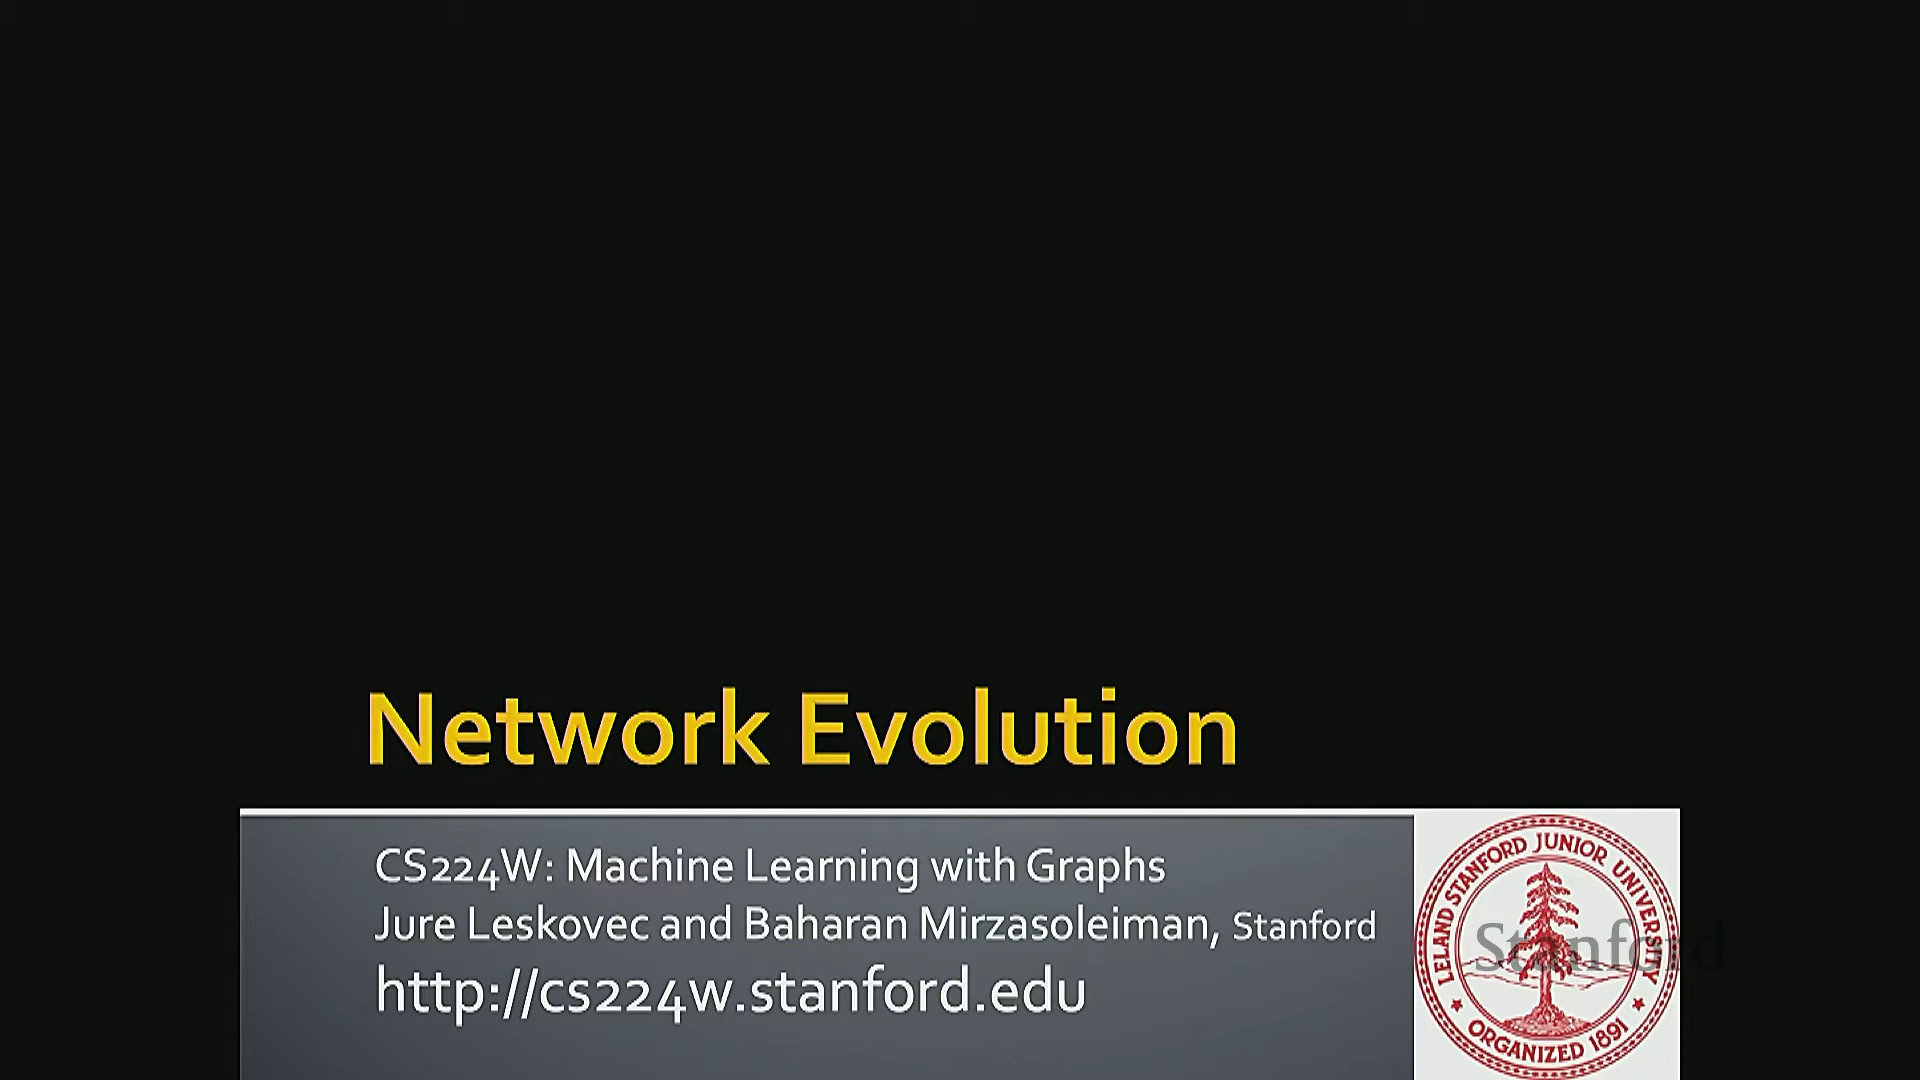 Network Evolution
CS224W: Machine Learning with Graphs
Jure Leskovec and Baharan Mirzasoleiman, Stanford
http://cs224w.stanford.edu
LELAND STANFORD JUNIOR UNIVERSITY
ORGANIZED 1891
Stanford